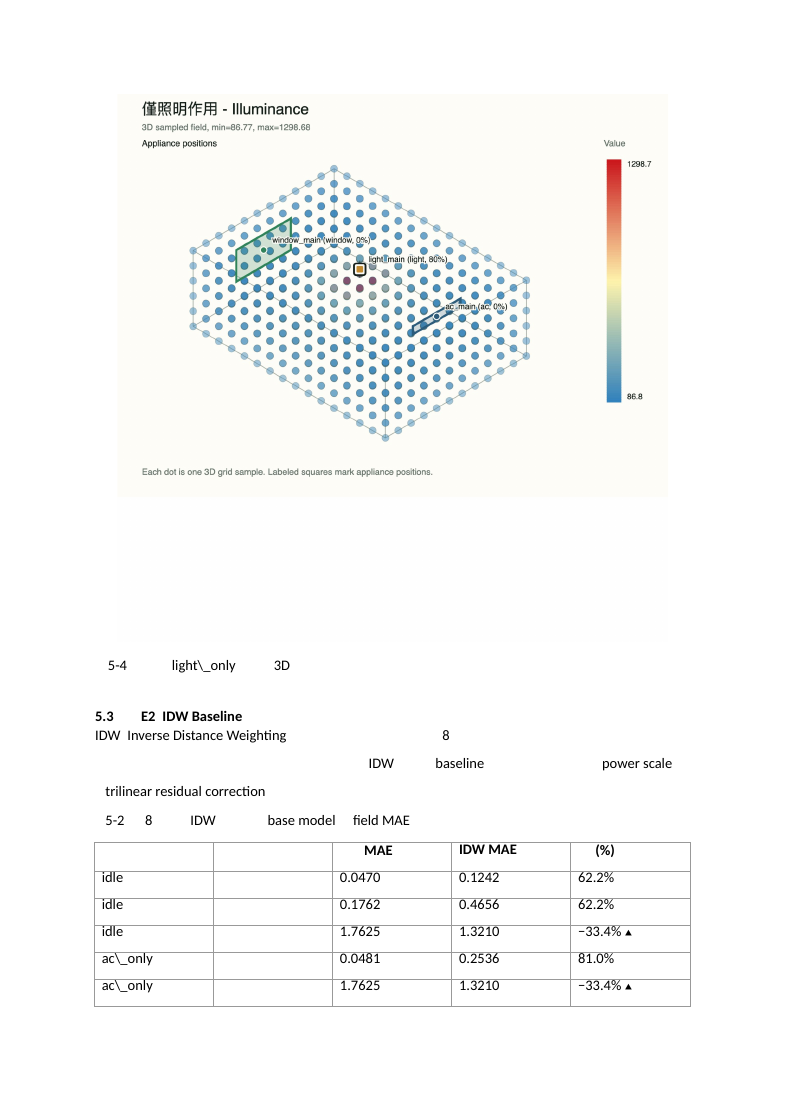 僅照明作用 - Illuminance
3D sampled field, min=86.77, max=1298.68
Appliance positions
Value
1298.7
window_main (window, 0%)
light_main (light, 80%)
ac_main (ac, 0%)
86.8
Each dot is one 3D grid sample. Labeled squares mark appliance positions.
5-4 light\_only 3D
5.3 E2 IDW Baseline
IDW Inverse Distance Weighting 8
IDW baseline power scale
trilinear residual correction
5-2 8 IDW base model field MAE
MAE IDW MAE (%)
idle 0.0470 0.1242 62.2%
idle 0.1762 0.4656 62.2%
idle 1.7625 1.3210 −33.4% ▲
ac\_only 0.0481 0.2536 81.0%
ac\_only 1.7625 1.3210 −33.4% ▲